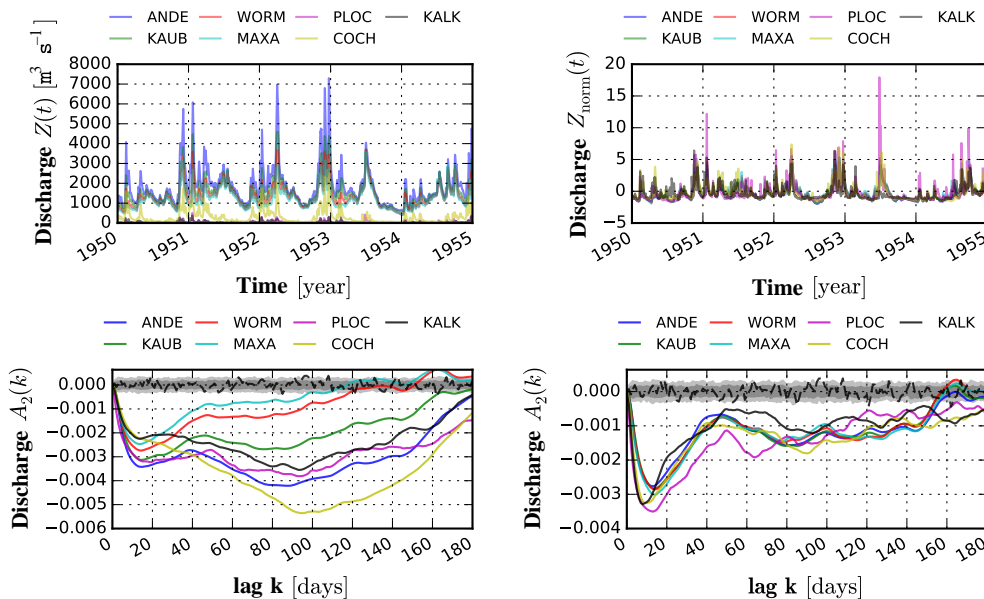 ANDE WORM PLOC KALK
KAUB MAXA COCH
Discharge Z(t) [m³ s⁻¹]
8000
7000
6000
5000
4000
3000
2000
1000
0
1950 1951 1952 1953 1954 1955
Time [year]
ANDE WORM PLOC KALK
KAUB MAXA COCH
Discharge Z_norm(t)
20
15
10
5
0
−5
1950 1951 1952 1953 1954 1955
Time [year]
ANDE WORM PLOC KALK
KAUB MAXA COCH
Discharge A₂(k)
0.000
−0.001
−0.002
−0.003
−0.004
−0.005
−0.006
0 20 40 60 80 100 120 140 160 180
lag k [days]
ANDE WORM PLOC KALK
KAUB MAXA COCH
Discharge A₂(k)
0.000
−0.001
−0.002
−0.003
−0.004
0 20 40 60 80 100 120 140 160 180
lag k [days]